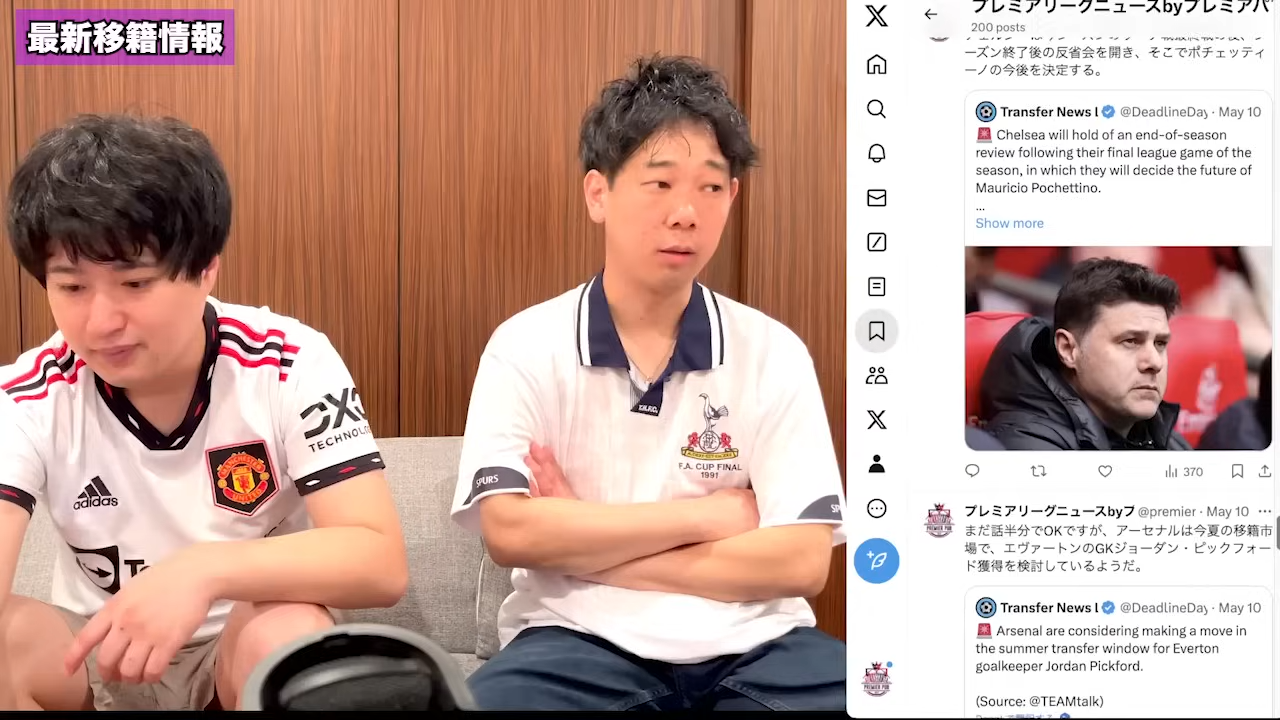 最新移籍情報
DXC
TECHNOLO
MANCHESTER
UNITED
adidas
T.H.F.C.
SPURS
F.A. CUP FINAL
1991
プレミアリーグニュースbyプレミアパ
200 posts
ーズン終了後の反省会を開き、そこでポチェッティ
ーノの今後を決定する。
Transfer News L @DeadlineDay · May 10
🚨 Chelsea will hold of an end-of-season
review following their final league game of the
season, in which they will decide the future of
Mauricio Pochettino.
...
Show more
370
プレミアリーグニュースbyプ @premier · May 10 ···
まだ話半分でOKですが、アーセナルは今夏の移籍市
場で、エヴァートンのGKジョーダン・ピックフォー
ド獲得を検討しているようだ。
Transfer News L @DeadlineDay · May 10
🚨 Arsenal are considering making a move in
the summer transfer window for Everton
goalkeeper Jordan Pickford.
(Source: @TEAMtalk)
PREMIER PUB